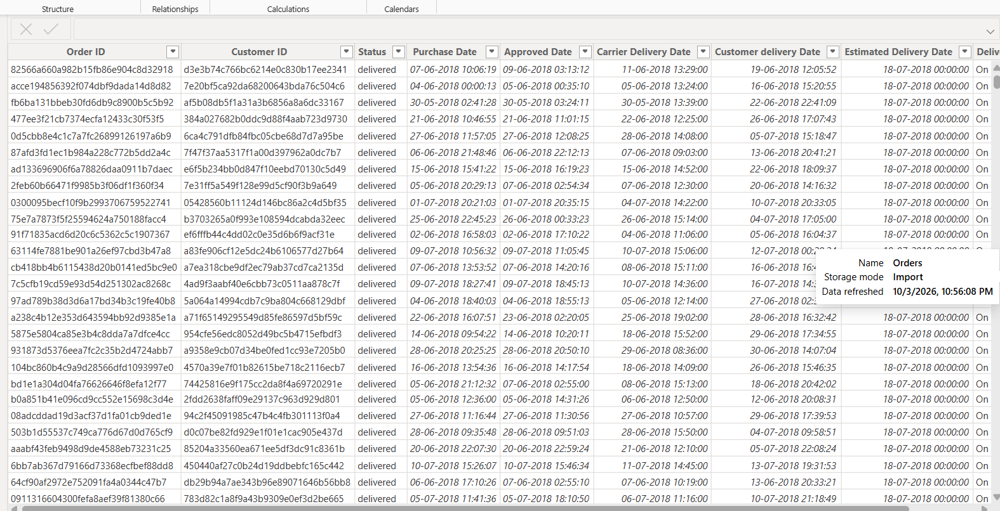 Structure Relationships Calculations Calendars
Order ID Customer ID Status Purchase Date Approved Date Carrier Delivery Date Customer delivery Date Estimated Delivery Date Delive
82566a660a982b15fb86e904c8d32918 d3e3b74c766bc6214e0c830b17ee2341 delivered 07-06-2018 10:06:19 09-06-2018 03:13:12 11-06-2018 13:29:00 19-06-2018 12:05:52 18-07-2018 00:00:00 On
acce194856392f074dbf9dada14d8d82 7e20bf5ca92da68200643bda76c504c6 delivered 04-06-2018 00:00:13 05-06-2018 00:35:10 05-06-2018 13:24:00 16-06-2018 15:20:55 18-07-2018 00:00:00 On
fb6ba131bbeb30fd6db9c8900b5c5b92 af5b08db5f1a31a3b6856a8a6dc33167 delivered 30-05-2018 02:41:28 30-05-2018 03:24:11 30-05-2018 13:39:00 22-06-2018 22:41:09 18-07-2018 00:00:00 On
477ee3f21cb7374ecfa12433c30f53f5 384a027682b0ddc9d88f4aab723d9730 delivered 21-06-2018 10:46:55 21-06-2018 11:01:15 22-06-2018 12:25:00 26-06-2018 17:07:43 18-07-2018 00:00:00 On
0d5cbb8e4c1c7a7fc26899126197a6b9 6ca4c791dfb84fbc05cbe68d7d7a95be delivered 27-06-2018 11:57:05 27-06-2018 12:08:25 28-06-2018 14:08:00 05-07-2018 15:18:47 18-07-2018 00:00:00 On
87afd3fd1ec1b984a228c772b5dd2a4c 7f47f37aa5317f1a00d397962a0dc7b7 delivered 06-06-2018 21:48:46 06-06-2018 22:12:13 07-06-2018 09:03:00 13-06-2018 20:41:21 18-07-2018 00:00:00 On
ad133696906f6a78826daa0911b7daec e6f5b234bb0d847f10eebd70130c5d49 delivered 15-06-2018 15:41:22 15-06-2018 16:19:23 15-06-2018 14:52:00 22-06-2018 18:09:37 18-07-2018 00:00:00 On
2feb60b66471f9985b3f06df1f360f34 7e31ff5a549f128e99d5cf90f3b9a649 delivered 05-06-2018 20:29:13 07-06-2018 02:54:34 07-06-2018 12:30:00 20-06-2018 14:16:32 18-07-2018 00:00:00 On
0300095becf10f9b2993706759522741 05428560b11124d146bc86a2c4d5bf35 delivered 01-07-2018 20:21:03 01-07-2018 20:35:15 04-07-2018 14:22:00 10-07-2018 20:33:05 18-07-2018 00:00:00 On
75e7a7873f5f25594624a750188facc4 b3703265a0f993e108594dcabda32eec delivered 25-06-2018 22:45:23 26-06-2018 00:33:23 26-06-2018 15:14:00 04-07-2018 17:05:00 18-07-2018 00:00:00 On
91f71835acd6d20c6c5362c5c1907367 ef6fffb44c4dd02c0e35d6b6f9acf31e delivered 02-06-2018 16:58:03 02-06-2018 17:10:22 04-06-2018 11:06:00 05-06-2018 16:04:37 18-07-2018 00:00:00 On
63114fe7881be901a26ef97cbd3b47a8 a83fe906cf12e5dc24b6106577d27b64 delivered 09-07-2018 10:56:32 09-07-2018 11:05:45 10-07-2018 15:06:00 12-07-2018 18-07-2018 00:00:00 On
cb418bb4b6115438d20b0141ed5bc9e0 a7ea318cbe9df2ec79ab37cd7ca2135d delivered 07-06-2018 13:53:52 07-06-2018 14:20:16 08-06-2018 15:11:00 16-06-2018 16:
7c5cfb19cd59e93d54d251302ac8268c 4ad9f3aabf40e6cbb73c0511aa878c7f delivered 09-07-2018 18:27:41 09-07-2018 18:45:13 10-07-2018 14:36:00 16-07-2018 14:
97ad789b38d3d6a17bd34b3c19fe40b8 5a064a14994cdb7c9ba804c668129dbf delivered 04-06-2018 18:40:03 04-06-2018 18:55:13 05-06-2018 12:14:00 27-06-2018 02:
Name Orders
Storage mode Import
Data refreshed 10/3/2026, 10:56:08 PM
a238c4b12e353d643594bb92d9385e1a a71f65149295549d85fe86597d5bf59c delivered 22-06-2018 16:07:51 23-06-2018 02:20:05 25-06-2018 19:02:00 28-06-2018 16:32:42 18-07-2018 00:00:00 On
5875e5804ca85e3b4c8dda7a7dfce4cc 954cfe56edc8052d49bc5b4715efbdf3 delivered 14-06-2018 09:54:22 14-06-2018 10:20:11 18-06-2018 15:52:00 29-06-2018 17:34:55 18-07-2018 00:00:00 On
931873d5376eea7fc2c35b2d4724abb7 a9358e9cb07d34be0fed1cc93e7205b0 delivered 28-06-2018 20:25:25 28-06-2018 20:50:10 29-06-2018 08:36:00 30-06-2018 14:07:04 18-07-2018 00:00:00 On
104bc860b4c9a9d28566dfd1093997e0 4570a39e7f01b82615be718c2116ecb7 delivered 16-06-2018 13:54:36 16-06-2018 14:17:54 18-06-2018 14:09:00 26-06-2018 15:46:35 18-07-2018 00:00:00 On
bd1e1a304d04fa76626646f8efa12f77 74425816e9f175cc2da8f4a69720291e delivered 05-06-2018 21:12:32 07-06-2018 02:55:00 08-06-2018 15:13:00 18-06-2018 20:42:02 18-07-2018 00:00:00 On
b0a851b41e096cd9cc552e15698c3d4e 2fdd2638faff09e29137c963d929d801 delivered 05-06-2018 12:36:00 05-06-2018 14:31:26 06-06-2018 12:50:00 12-06-2018 20:08:31 18-07-2018 00:00:00 On
08adcddad19d3acf37d1fa01cb9ded1e 94c2f45091985c47b4c4fb301113f0a4 delivered 27-06-2018 11:16:44 27-06-2018 11:30:56 27-06-2018 10:57:00 29-06-2018 17:39:53 18-07-2018 00:00:00 On
503b1d55537c749ca776d67d0d765cf9 d0c07be82fd929e1f01e1cac905e437d delivered 28-06-2018 09:35:48 28-06-2018 09:51:03 28-06-2018 15:50:00 04-07-2018 09:58:51 18-07-2018 00:00:00 On
aaabf43feb9498d9de4588eb73231c25 85204a33560ea671ee5df3dc91c8361b delivered 20-06-2018 22:07:30 20-06-2018 22:59:24 21-06-2018 12:10:00 05-07-2018 22:08:24 18-07-2018 00:00:00 On
6bb7ab367d79166d73368ecfbef88dd8 450440af27c0b24d19ddbebfc165c442 delivered 10-07-2018 15:26:07 10-07-2018 15:46:34 11-07-2018 14:45:00 13-07-2018 19:31:53 18-07-2018 00:00:00 On
64cf90af2972e752091fa4a0344c47b7 db29b94a7ae343b96e89071646b56bb8 delivered 06-06-2018 17:10:26 07-06-2018 02:55:10 07-06-2018 10:19:00 13-06-2018 20:33:21 18-07-2018 00:00:00 On
0911316604300fefa8aef39f81380c66 783d82c1a8f9a43b9309e0ef3d2be665 delivered 05-07-2018 11:41:36 05-07-2018 18:10:50 06-07-2018 11:16:00 10-07-2018 21:18:49 18-07-2018 00:00:00 On